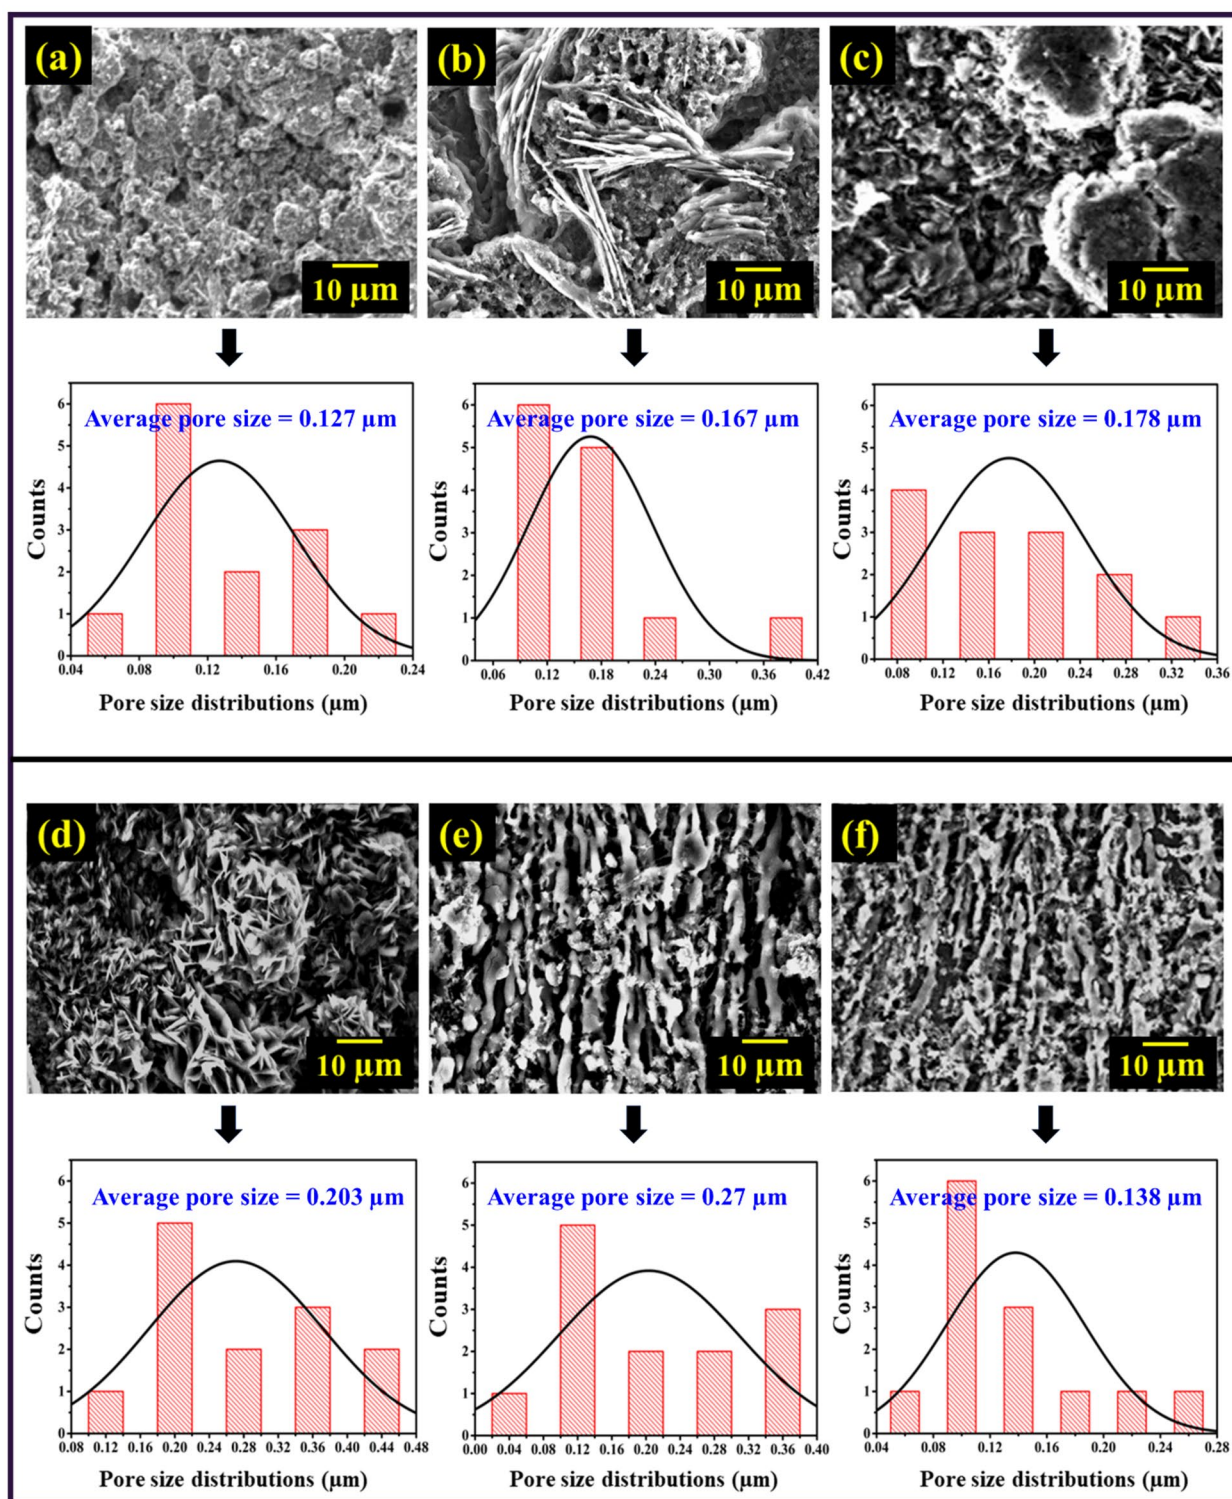 (a) (b) (c)
10 µm 10 µm 10 µm
Average pore size = 0.127 µm
Counts
6
5
4
3
2
1
0
0.04 0.08 0.12 0.16 0.20 0.24
Pore size distributions (µm)
Average pore size = 0.167 µm
Counts
6
5
4
3
2
1
0
0.06 0.12 0.18 0.24 0.30 0.36 0.42
Pore size distributions (µm)
Average pore size = 0.178 µm
Counts
6
5
4
3
2
1
0
0.08 0.12 0.16 0.20 0.24 0.28 0.32 0.36
Pore size distributions (µm)
(d) (e) (f)
10 µm 10 µm 10 µm
Average pore size = 0.203 µm
Counts
6
5
4
3
2
1
0
0.08 0.12 0.16 0.20 0.24 0.28 0.32 0.36 0.40 0.44 0.48
Pore size distributions (µm)
Average pore size = 0.27 µm
Counts
6
5
4
3
2
1
0
0.00 0.04 0.08 0.12 0.16 0.20 0.24 0.28 0.32 0.36 0.40
Pore size distributions (µm)
Average pore size = 0.138 µm
Counts
6
5
4
3
2
1
0
0.04 0.08 0.12 0.16 0.20 0.24 0.28
Pore size distributions (µm)